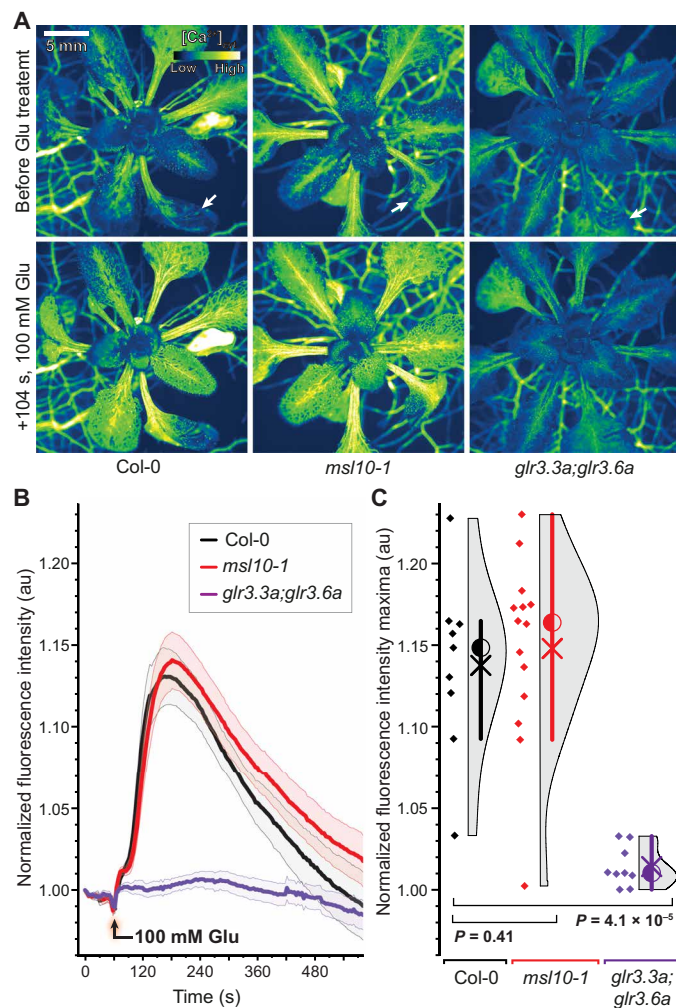 A
5 mm
[Ca²⁺]cyt
Low High
Before Glu treatemt
+104 s, 100 mM Glu
Col-0
msl10-1
glr3.3a;glr3.6a
B
Normalized fluorescence intensity (au)
1.20
1.15
1.10
1.05
1.00
Col-0
msl10-1
glr3.3a;glr3.6a
100 mM Glu
0 120 240 360 480
Time (s)
C
Normalized fluorescence intensity maxima (au)
1.20
1.15
1.10
1.05
1.00
P = 0.41
P = 4.1 × 10⁻⁵
Col-0
msl10-1
glr3.3a;
glr3.6a